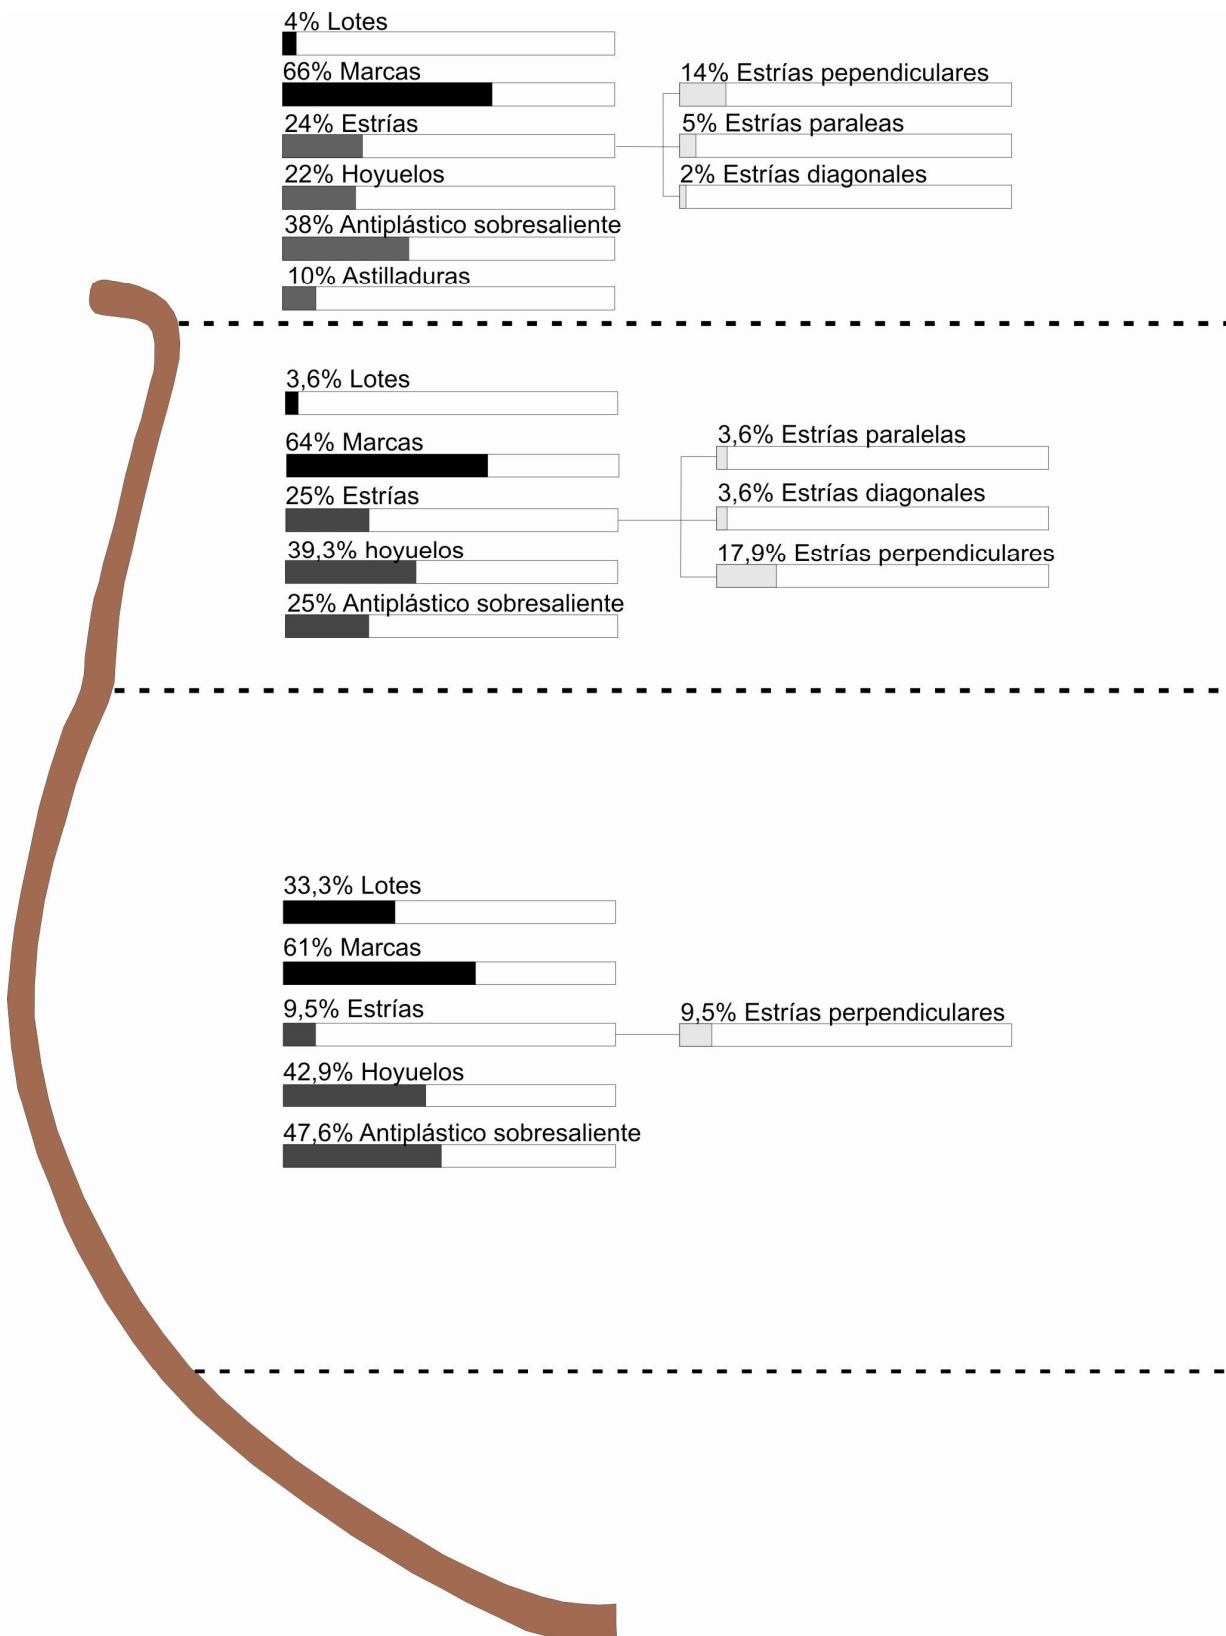 4% Lotes
66% Marcas
24% Estrías
22% Hoyuelos
38% Antiplástico sobresaliente
10% Astilladuras
14% Estrías pependiculares
5% Estrías paraleas
2% Estrías diagonales
3,6% Lotes
64% Marcas
25% Estrías
39,3% hoyuelos
25% Antiplástico sobresaliente
3,6% Estrías paralelas
3,6% Estrías diagonales
17,9% Estrías perpendiculares
33,3% Lotes
61% Marcas
9,5% Estrías
42,9% Hoyuelos
47,6% Antiplástico sobresaliente
9,5% Estrías perpendiculares